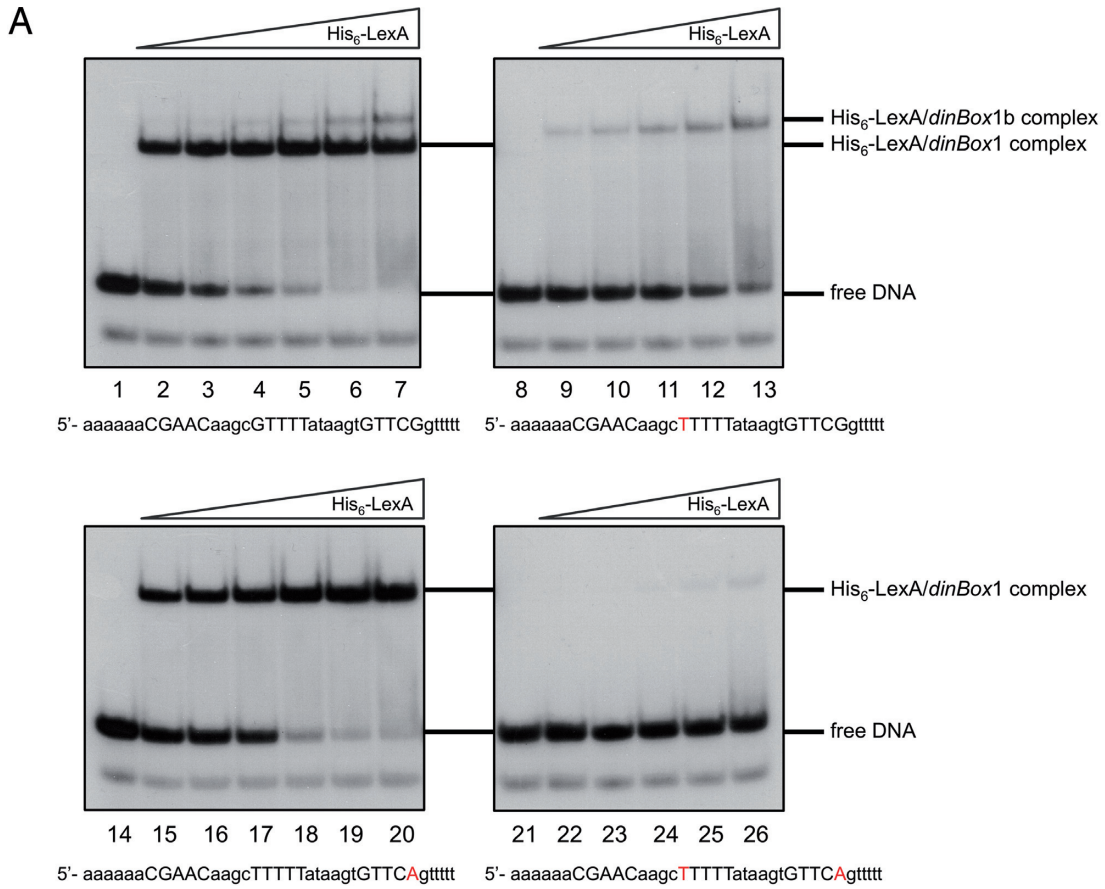 A
His₆-LexA
His₆-LexA
His₆-LexA/dinBox1b complex
His₆-LexA/dinBox1 complex
free DNA
1 2 3 4 5 6 7
8 9 10 11 12 13
5'- aaaaaaCGAACaagcGTTTTataagtGTTCGgttttt
5'- aaaaaaCGAACaagcTTTTTataagtGTTCGgttttt
His₆-LexA
His₆-LexA
His₆-LexA/dinBox1 complex
free DNA
14 15 16 17 18 19 20
21 22 23 24 25 26
5'- aaaaaaCGAACaagcTTTTTataagtGTTCAgttttt
5'- aaaaaaCGAACaagcTTTTTataagtGTTCAgttttt